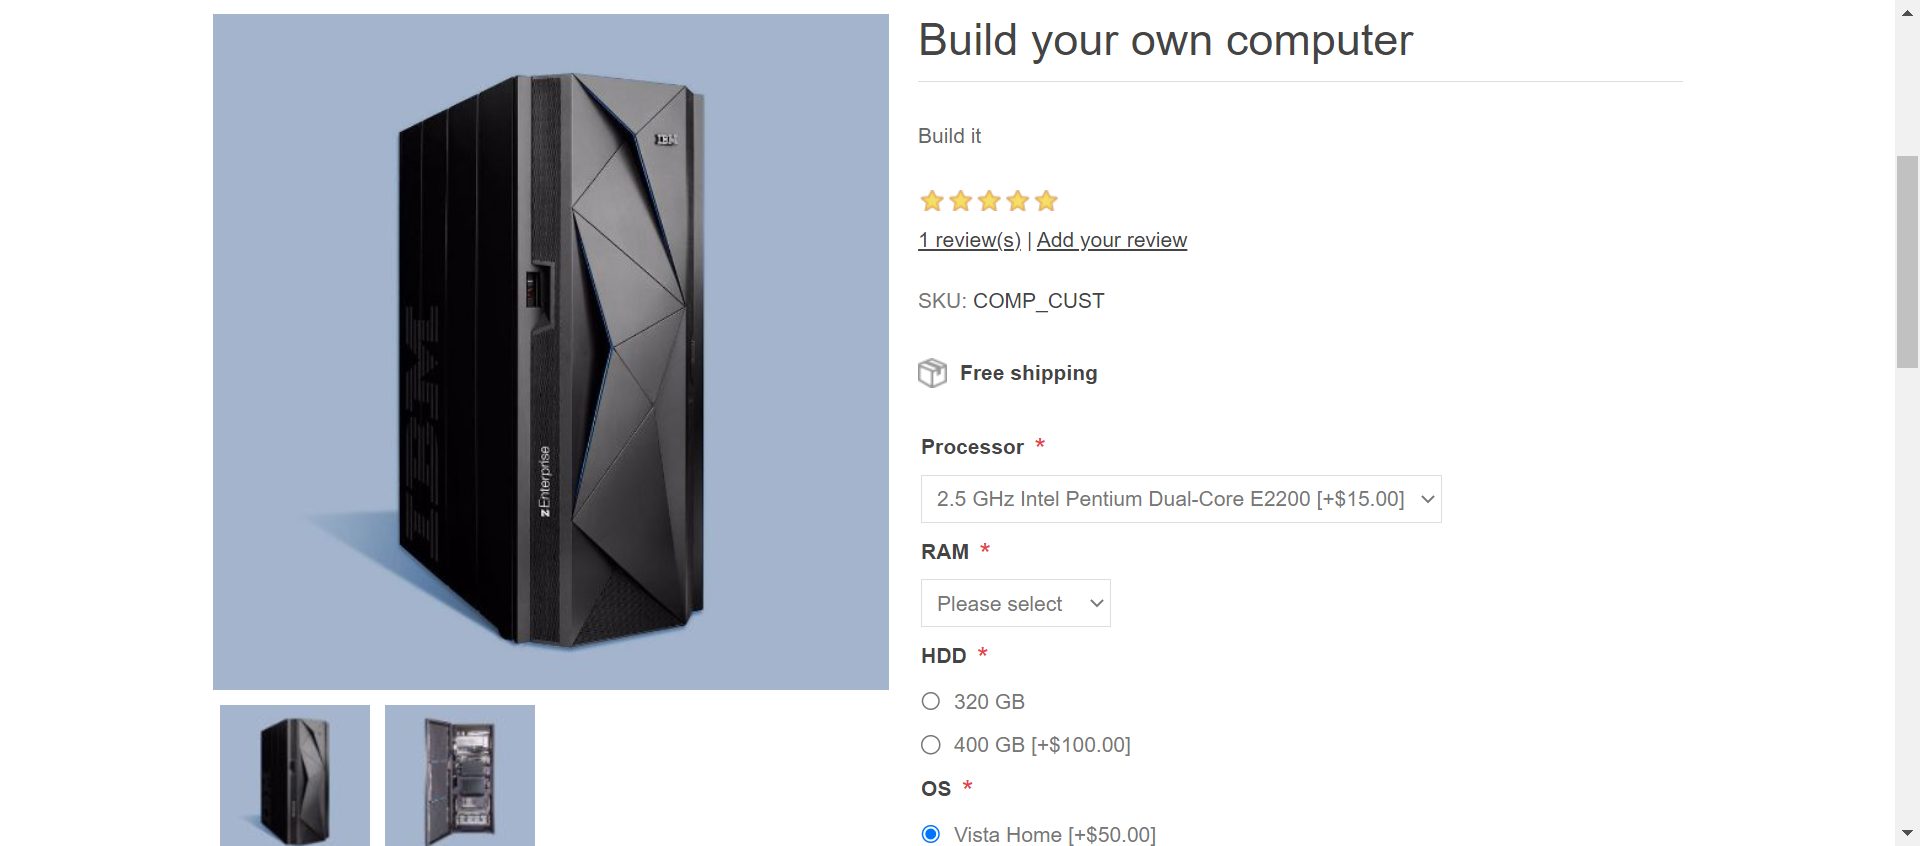 Build your own computer
Build it
1 review(s) | Add your review
SKU: COMP_CUST
Free shipping
Processor *
2.5 GHz Intel Pentium Dual-Core E2200 [+$15.00]
RAM *
Please select
HDD *
320 GB
400 GB [+$100.00]
OS *
Vista Home [+$50.00]
IBM
IBM
zEnterprise